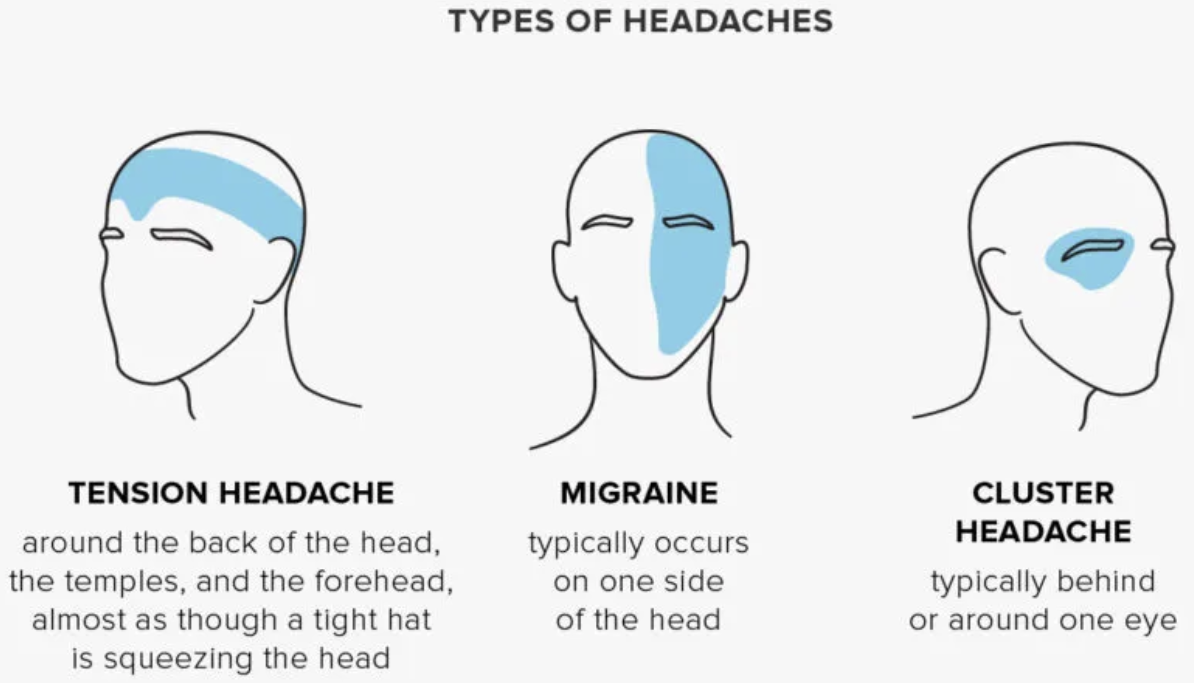 TYPES OF HEADACHES
TENSION HEADACHE
around the back of the head,
the temples, and the forehead,
almost as though a tight hat
is squeezing the head
MIGRAINE
typically occurs
on one side
of the head
CLUSTER
HEADACHE
typically behind
or around one eye